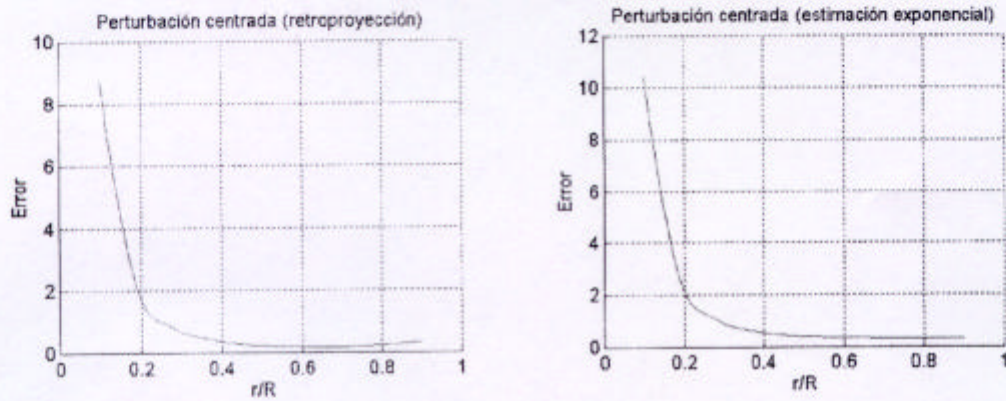 Perturbación centrada (retroproyección)
10
8
6
4
2
0
Error
0 0.2 0.4 0.6 0.8 1
r/R
Perturbación centrada (estimación exponencial)
12
10
8
6
4
2
0
Error
0 0.2 0.4 0.6 0.8 1
r/R